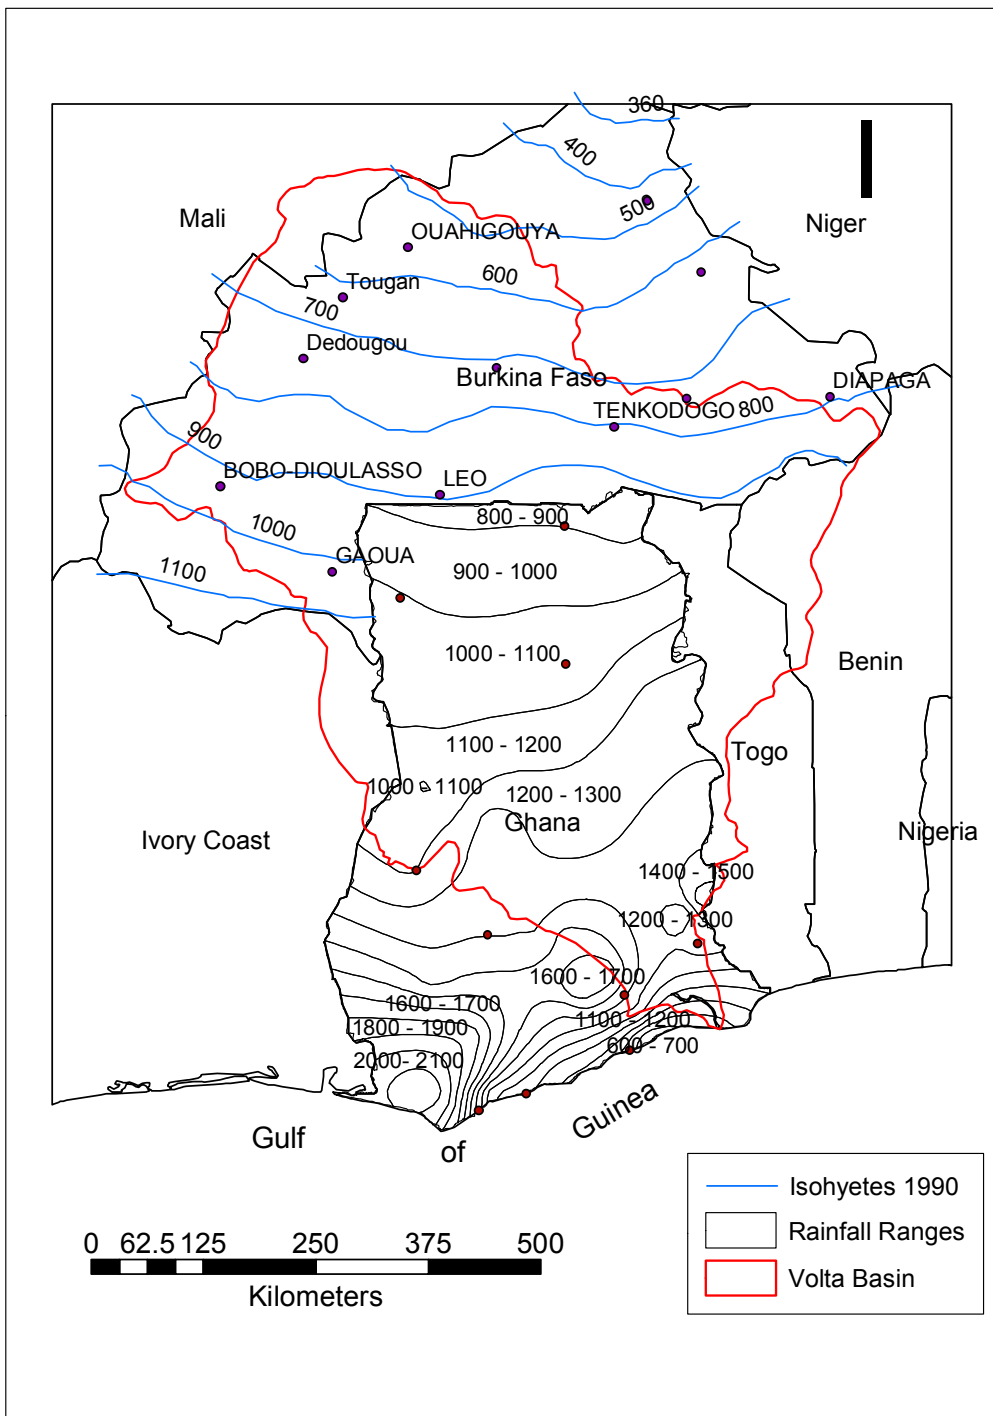 360
400
Mali
500
Niger
OUAHIGOUYA
600
Tougan
700
Dedougou
Burkina Faso
DIAPAGA
TENKODOGO
800
900
BOBO-DIOULASSO
LEO
800 - 900
1000
GAOUA
900 - 1000
1100
1000 - 1100
Benin
1100 - 1200
Togo
1000 - 1100
1200 - 1300
Ghana
Ivory Coast
Nigeria
1400 - 1500
1200 - 1300
1600 - 1700
1600 - 1700
1100 - 1200
1800 - 1900
600 - 700
2000 - 2100
Gulf of Guinea
Isohyetes 1990
Rainfall Ranges
Volta Basin
0 62.5 125 250 375 500
Kilometers